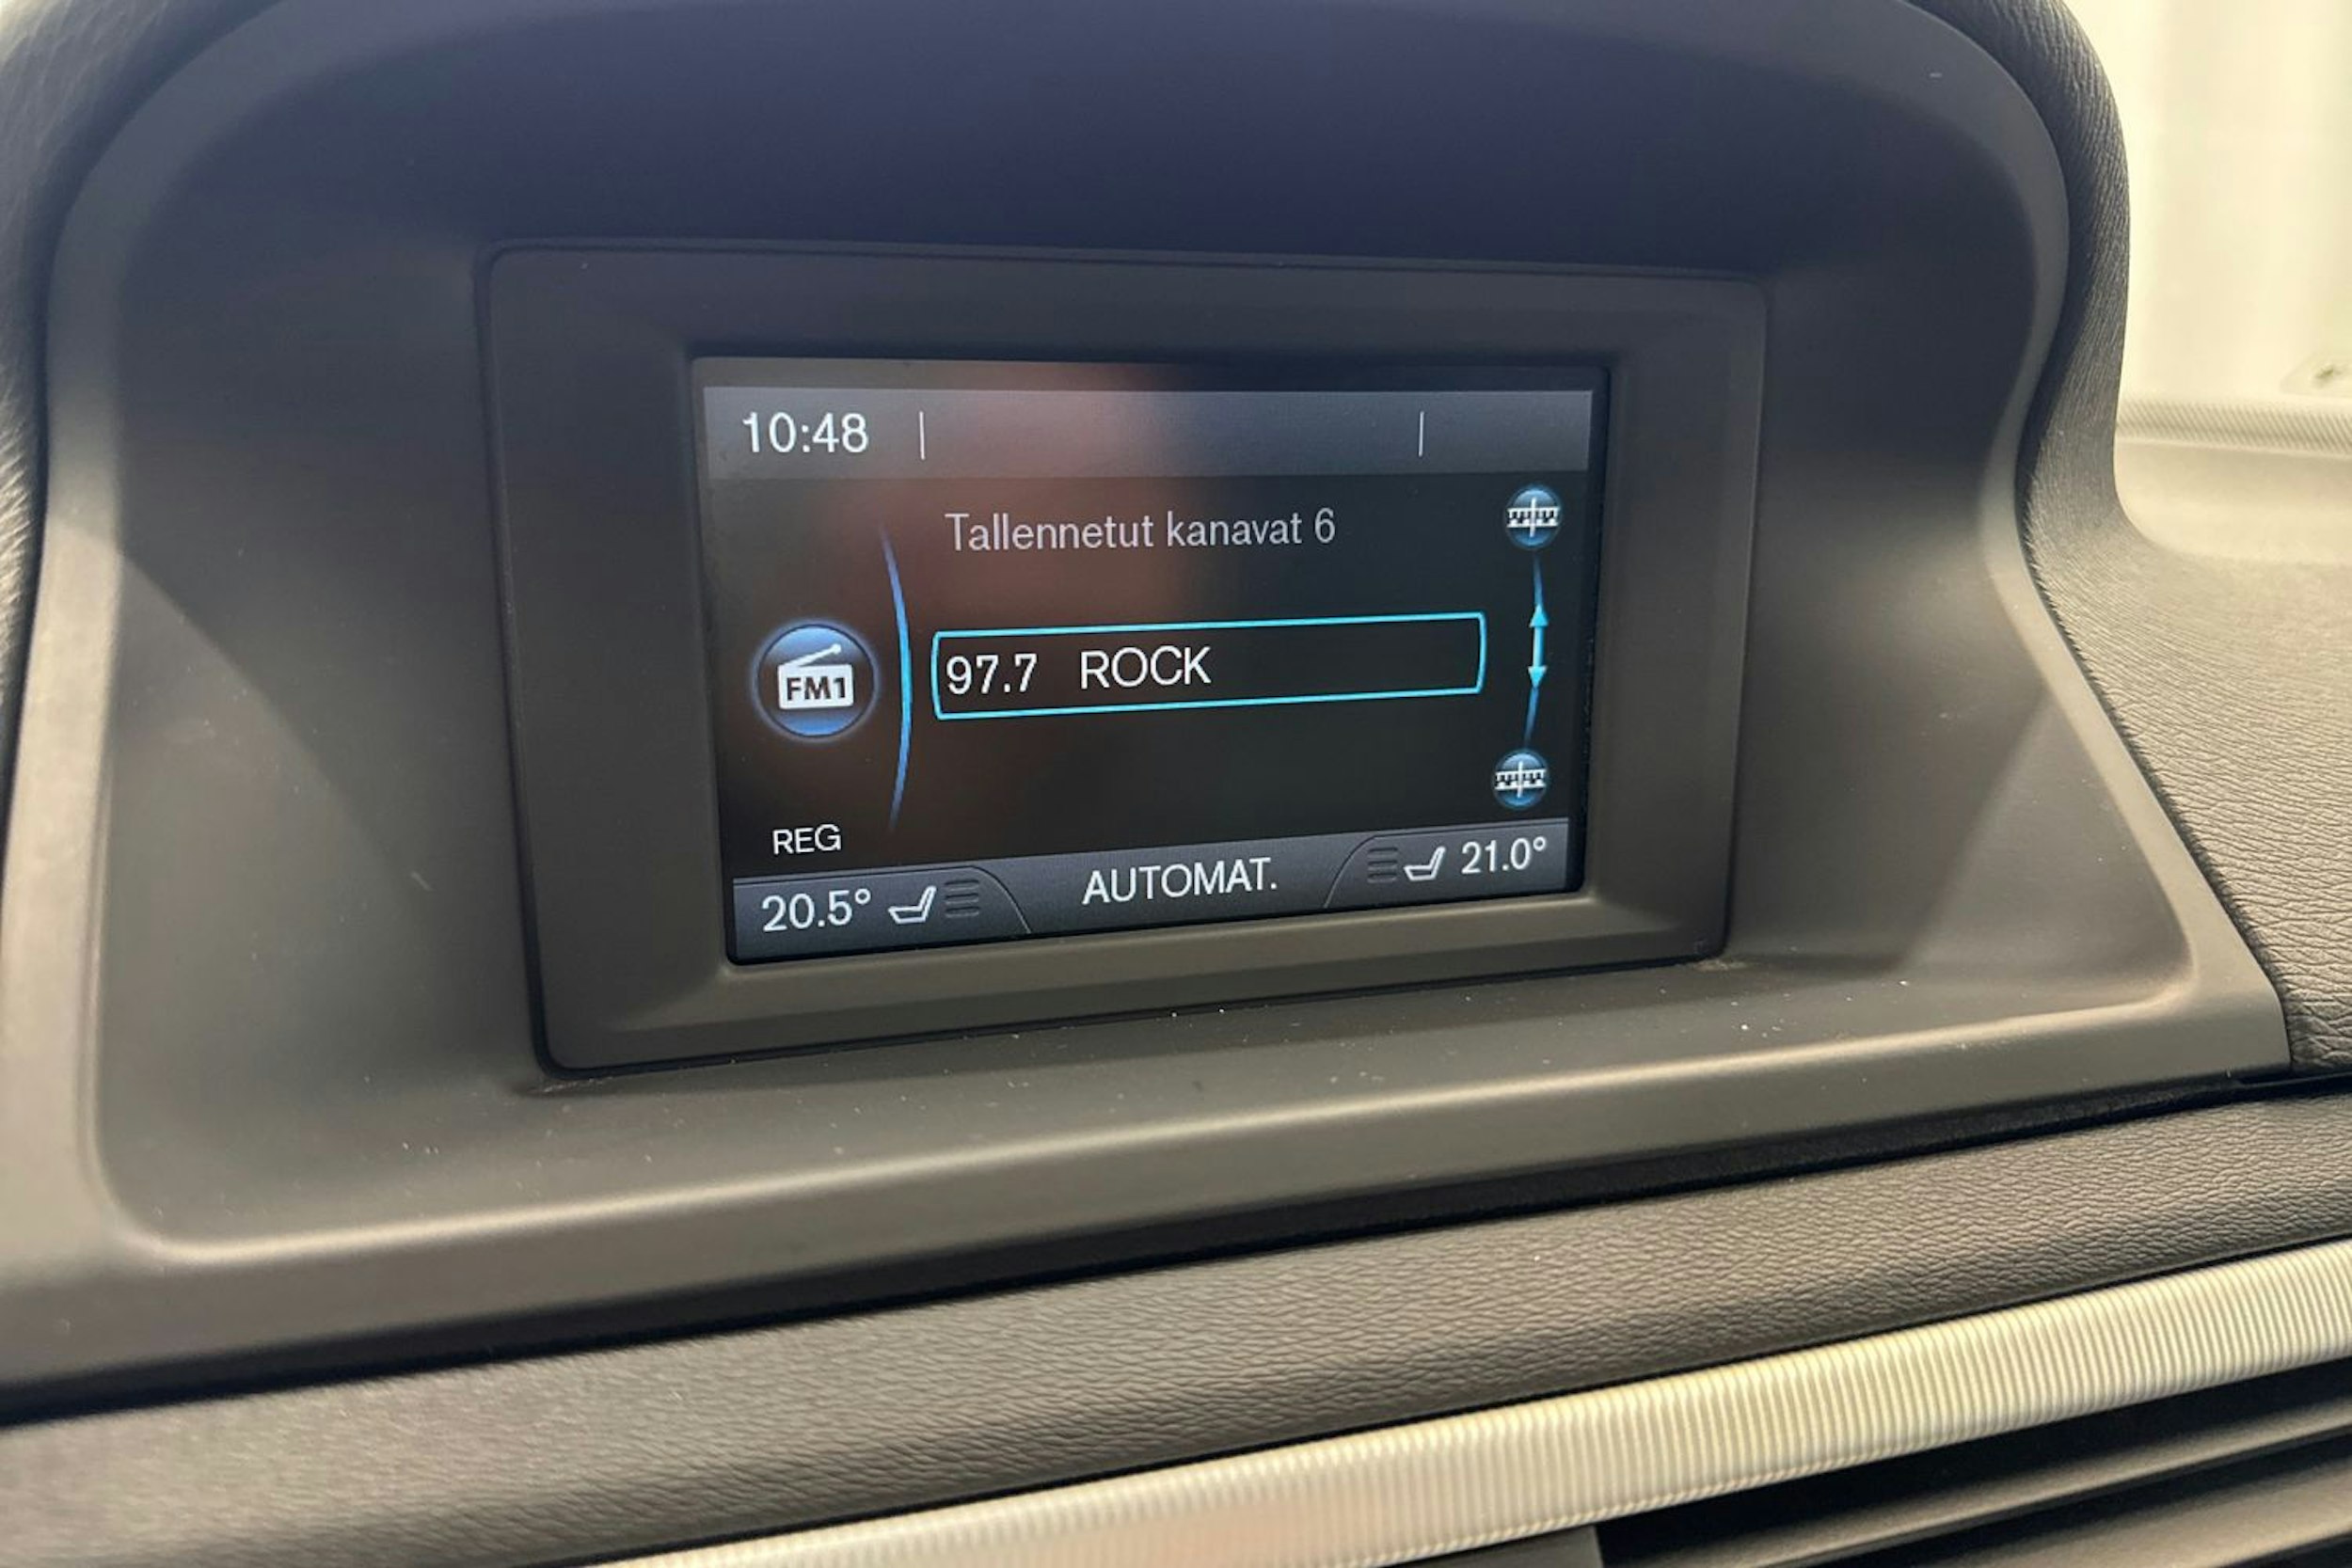 10:48
Tallennetut kanavat 6
FM1
97.7 ROCK
REG
20.5° AUTOMAT. 21.0°